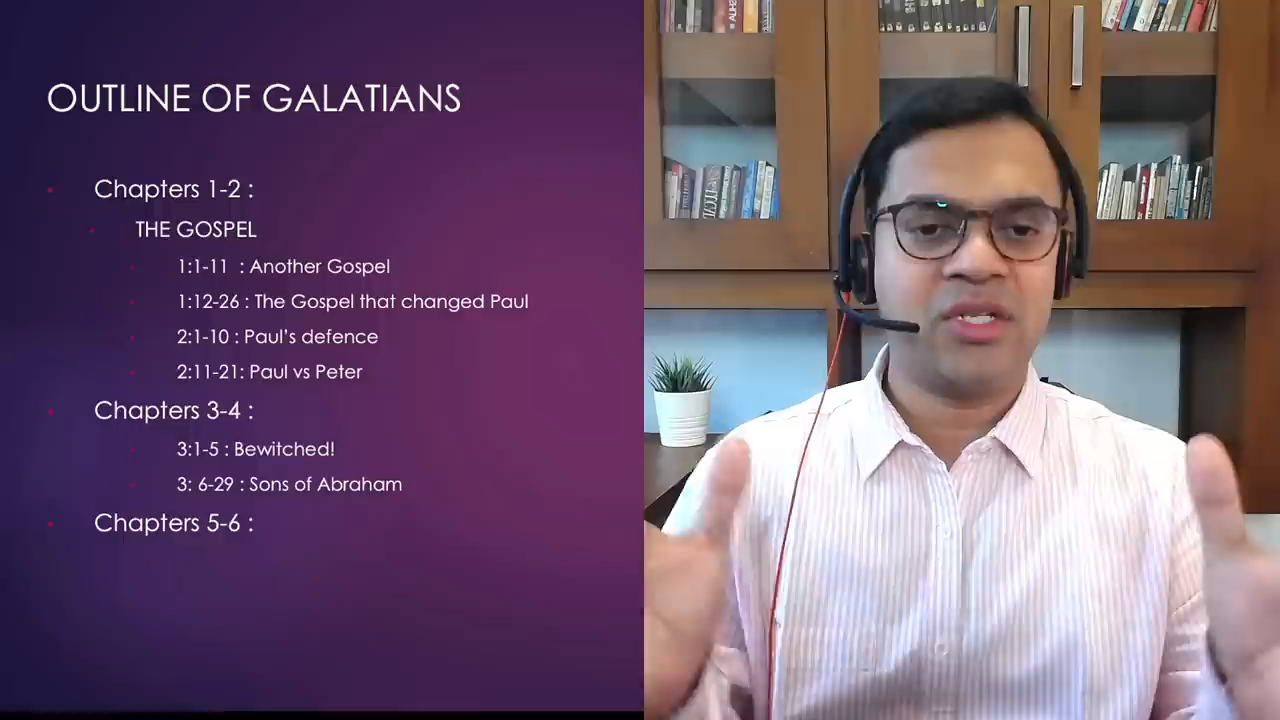 OUTLINE OF GALATIANS
Chapters 1-2 :
THE GOSPEL
1:1-11 : Another Gospel
1:12-26 : The Gospel that changed Paul
2:1-10 : Paul's defence
2:11-21: Paul vs Peter
Chapters 3-4 :
3:1-5 : Bewitched!
3: 6-29 : Sons of Abraham
Chapters 5-6 :